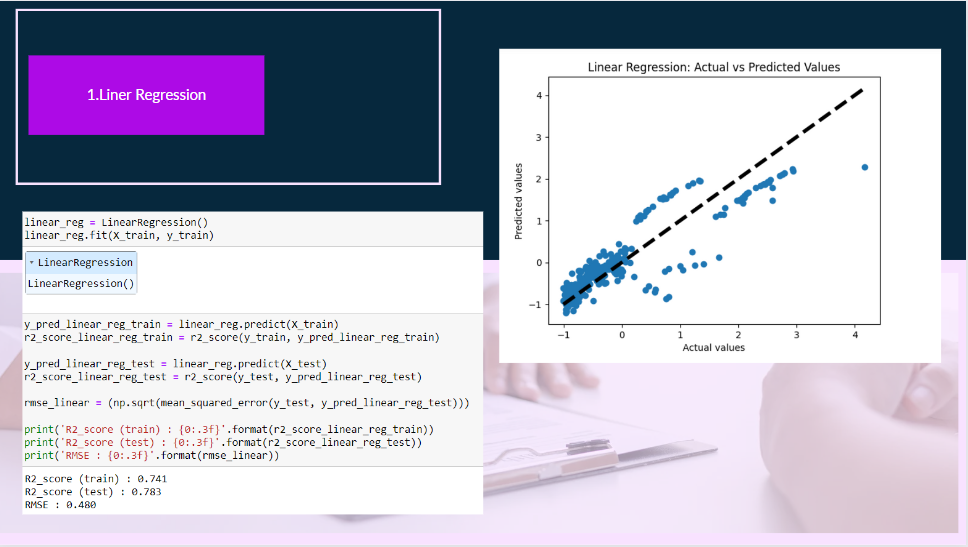 1.Liner Regression
linear_reg = LinearRegression()
linear_reg.fit(X_train, y_train)
▾ LinearRegression
LinearRegression()
y_pred_linear_reg_train = linear_reg.predict(X_train)
r2_score_linear_reg_train = r2_score(y_train, y_pred_linear_reg_train)
y_pred_linear_reg_test = linear_reg.predict(X_test)
r2_score_linear_reg_test = r2_score(y_test, y_pred_linear_reg_test)
rmse_linear = (np.sqrt(mean_squared_error(y_test, y_pred_linear_reg_test)))
print('R2_score (train) : {0:.3f}'.format(r2_score_linear_reg_train))
print('R2_score (test) : {0:.3f}'.format(r2_score_linear_reg_test))
print('RMSE : {0:.3f}'.format(rmse_linear))
R2_score (train) : 0.741
R2_score (test) : 0.783
RMSE : 0.480
Linear Regression: Actual vs Predicted Values
Predicted values
4
3
2
1
0
−1
−1 0 1 2 3 4
Actual values